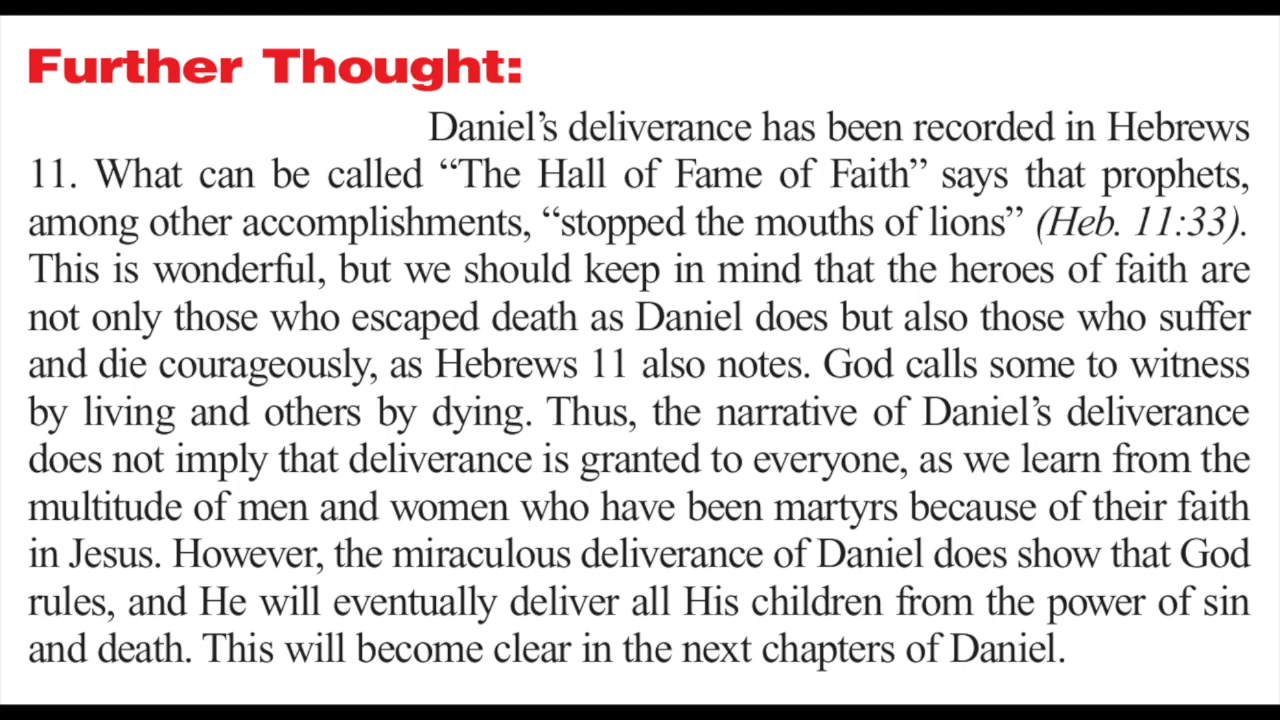 Further Thought:
Daniel’s deliverance has been recorded in Hebrews
11. What can be called “The Hall of Fame of Faith” says that prophets,
among other accomplishments, “stopped the mouths of lions” (Heb. 11:33).
This is wonderful, but we should keep in mind that the heroes of faith are
not only those who escaped death as Daniel does but also those who suffer
and die courageously, as Hebrews 11 also notes. God calls some to witness
by living and others by dying. Thus, the narrative of Daniel’s deliverance
does not imply that deliverance is granted to everyone, as we learn from the
multitude of men and women who have been martyrs because of their faith
in Jesus. However, the miraculous deliverance of Daniel does show that God
rules, and He will eventually deliver all His children from the power of sin
and death. This will become clear in the next chapters of Daniel.